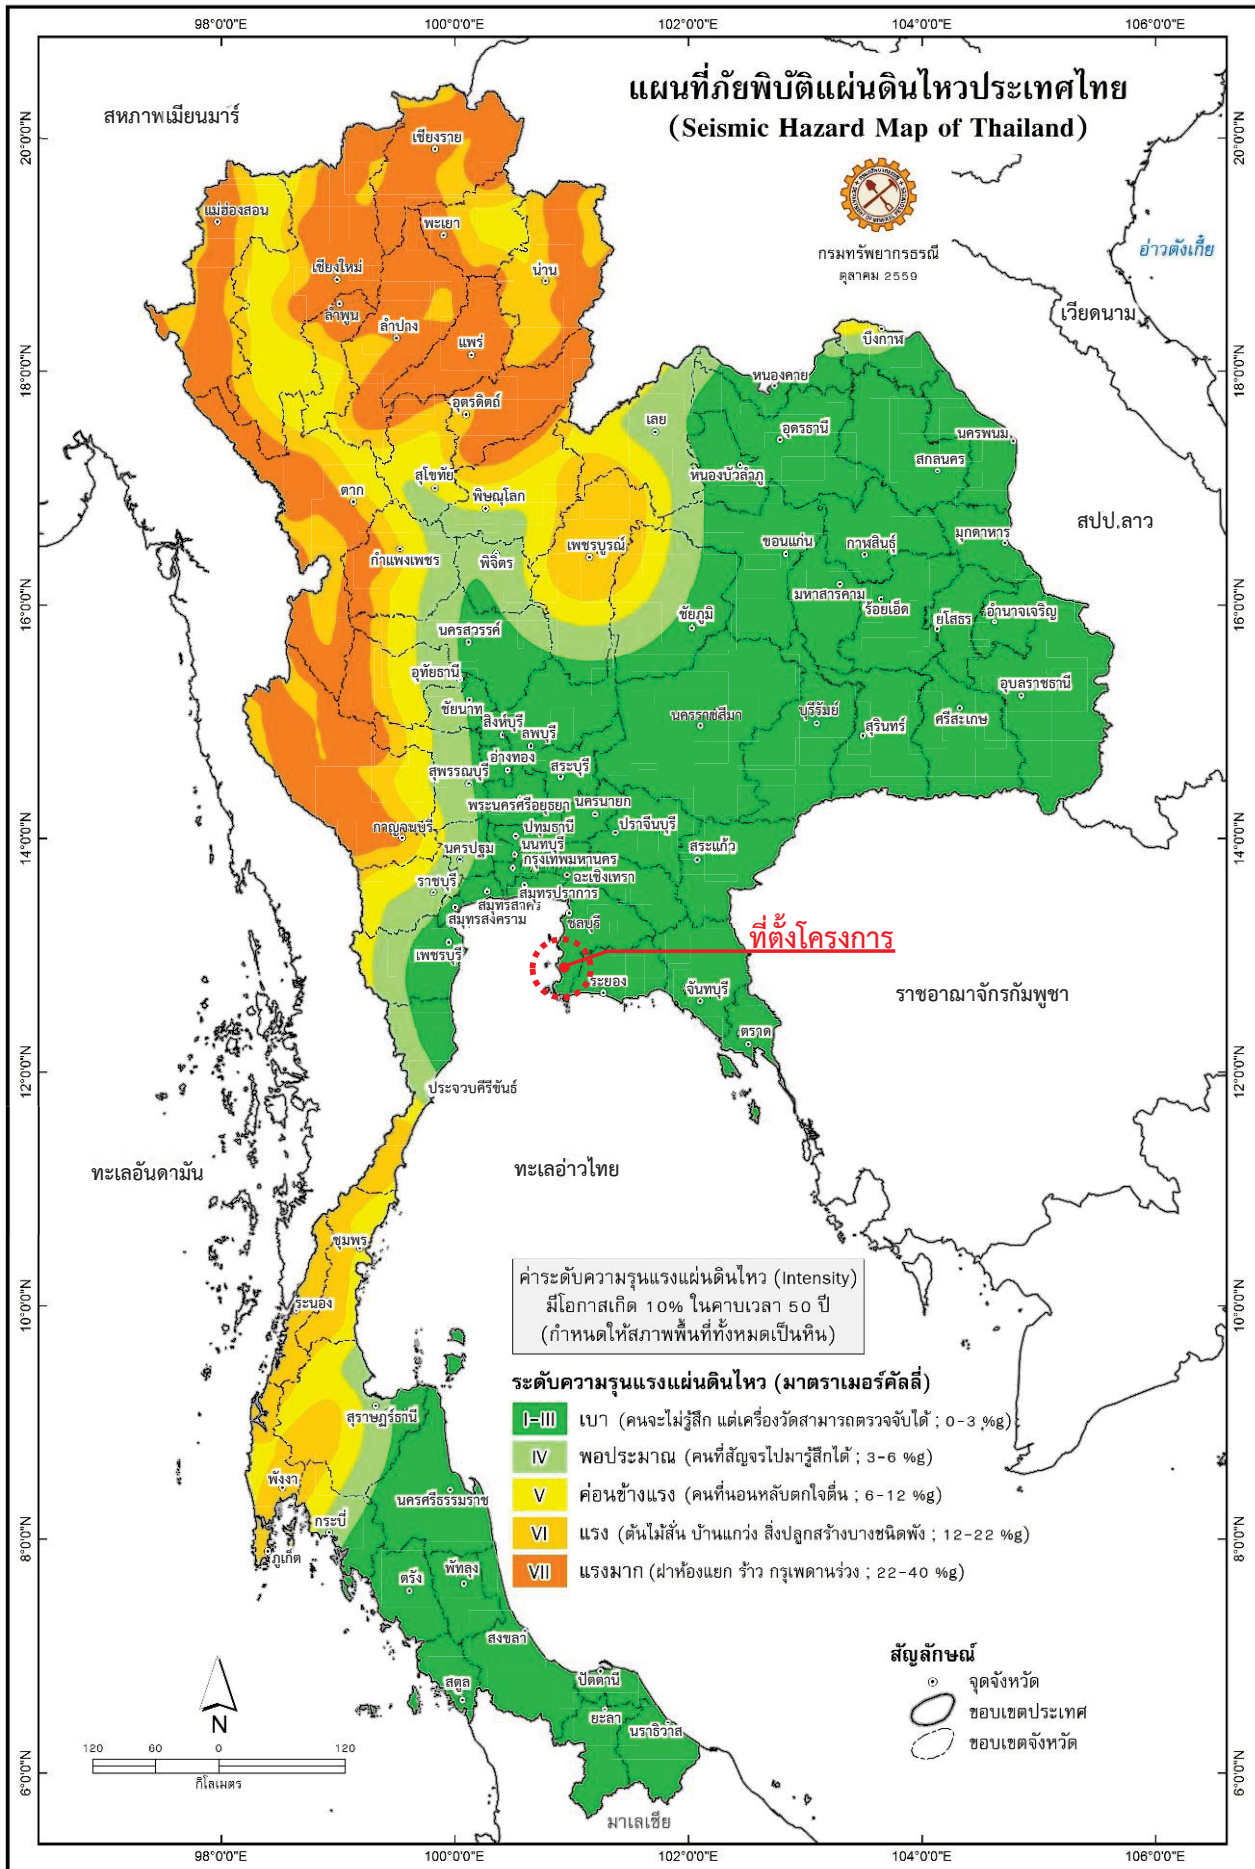 98°0'0"E
100°0'0"E
102°0'0"E
104°0'0"E
106°0'0"E
แผนที่ภัยพิบัติแผ่นดินไหวประเทศไทย
(Seismic Hazard Map of Thailand)
กรมทรัพยากรธรณี
ตุลาคม 2559
สหภาพเมียนมาร์
อ่าวตังเกี๋ย
เวียดนาม
สปป.ลาว
ราชอาณาจักรกัมพูชา
ทะเลอันดามัน
ทะเลอ่าวไทย
มาเลเซีย
ที่ตั้งโครงการ
20°0'0"N
18°0'0"N
16°0'0"N
14°0'0"N
12°0'0"N
10°0'0"N
8°0'0"N
6°0'0"N
20°0'0"N
18°0'0"N
16°0'0"N
14°0'0"N
12°0'0"N
10°0'0"N
8°0'0"N
6°0'0"N
เชียงราย
แม่ฮ่องสอน
พะเยา
เชียงใหม่
น่าน
ลำพูน
ลำปาง
แพร่
อุตรดิตถ์
บึงกาฬ
หนองคาย
เลย
อุดรธานี
นครพนม
สกลนคร
หนองบัวลำภู
สุโขทัย
ตาก
พิษณุโลก
กำแพงเพชร
พิจิตร
เพชรบูรณ์
ขอนแก่น
กาฬสินธุ์
มุกดาหาร
มหาสารคาม
ร้อยเอ็ด
ยโสธร
อำนาจเจริญ
ชัยภูมิ
นครสวรรค์
อุทัยธานี
ชัยนาท
สิงห์บุรี
ลพบุรี
นครราชสีมา
บุรีรัมย์
สุรินทร์
ศรีสะเกษ
อุบลราชธานี
อ่างทอง
สระบุรี
สุพรรณบุรี
พระนครศรีอยุธยา
นครนายก
ปราจีนบุรี
ปทุมธานี
กาญจนบุรี
นนทบุรี
นครปฐม
กรุงเทพมหานคร
สระแก้ว
ฉะเชิงเทรา
ราชบุรี
สมุทรปราการ
สมุทรสาคร
สมุทรสงคราม
ชลบุรี
เพชรบุรี
ระยอง
จันทบุรี
ตราด
ประจวบคีรีขันธ์
ชุมพร
ระนอง
สุราษฎร์ธานี
พังงา
นครศรีธรรมราช
กระบี่
ภูเก็ต
ตรัง
พัทลุง
สงขลา
สตูล
ปัตตานี
ยะลา
นราธิวาส
ค่าระดับความรุนแรงแผ่นดินไหว (Intensity)
มีโอกาสเกิด 10% ในคาบเวลา 50 ปี
(กำหนดให้สภาพพื้นที่ทั้งหมดเป็นหิน)
ระดับความรุนแรงแผ่นดินไหว (มาตราเมอร์คัลลี่)
I-III เบา (คนจะไม่รู้สึก แต่เครื่องวัดสามารถตรวจจับได้ ; 0-3 %g)
IV พอประมาณ (คนที่สัญจรไปมารู้สึกได้ ; 3-6 %g)
V ค่อนข้างแรง (คนที่นอนหลับตกใจตื่น ; 6-12 %g)
VI แรง (ต้นไม้สั่น บ้านแกว่ง สิ่งปลูกสร้างบางชนิดพัง ; 12-22 %g)
VII แรงมาก (ฝาห้องแยก ร้าว กรุเพดานร่วง ; 22-40 %g)
สัญลักษณ์
จุดจังหวัด
ขอบเขตประเทศ
ขอบเขตจังหวัด
N
120 60 0 120
กิโลเมตร
98°0'0"E
100°0'0"E
102°0'0"E
104°0'0"E
106°0'0"E